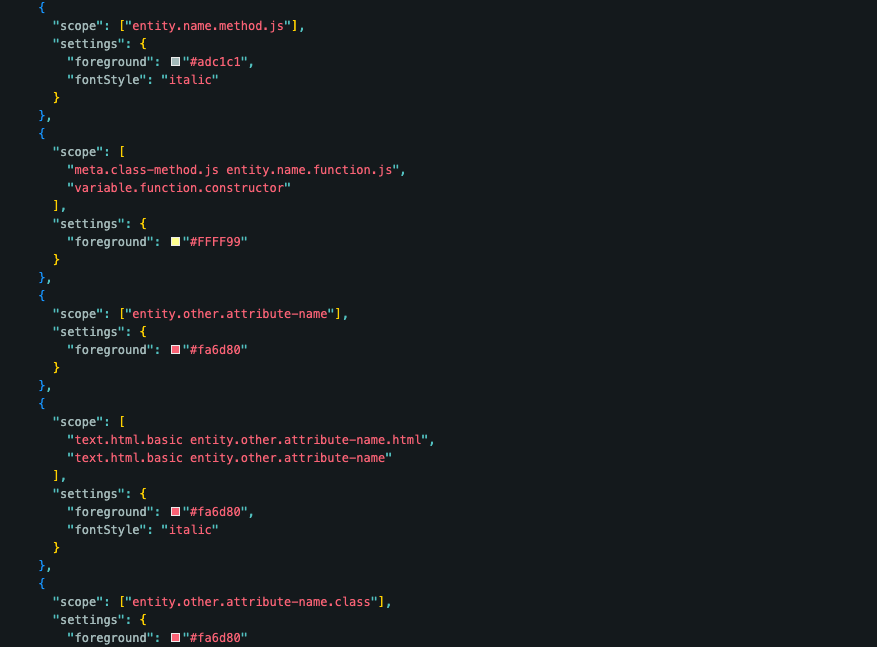 {
"scope": ["entity.name.method.js"],
"settings": {
"foreground": "#adc1c1",
"fontStyle": "italic"
}
},
{
"scope": [
"meta.class-method.js entity.name.function.js",
"variable.function.constructor"
],
"settings": {
"foreground": "#FFFF99"
}
},
{
"scope": ["entity.other.attribute-name"],
"settings": {
"foreground": "#fa6d80"
}
},
{
"scope": [
"text.html.basic entity.other.attribute-name.html",
"text.html.basic entity.other.attribute-name"
],
"settings": {
"foreground": "#fa6d80",
"fontStyle": "italic"
}
},
{
"scope": ["entity.other.attribute-name.class"],
"settings": {
"foreground": "#fa6d80"